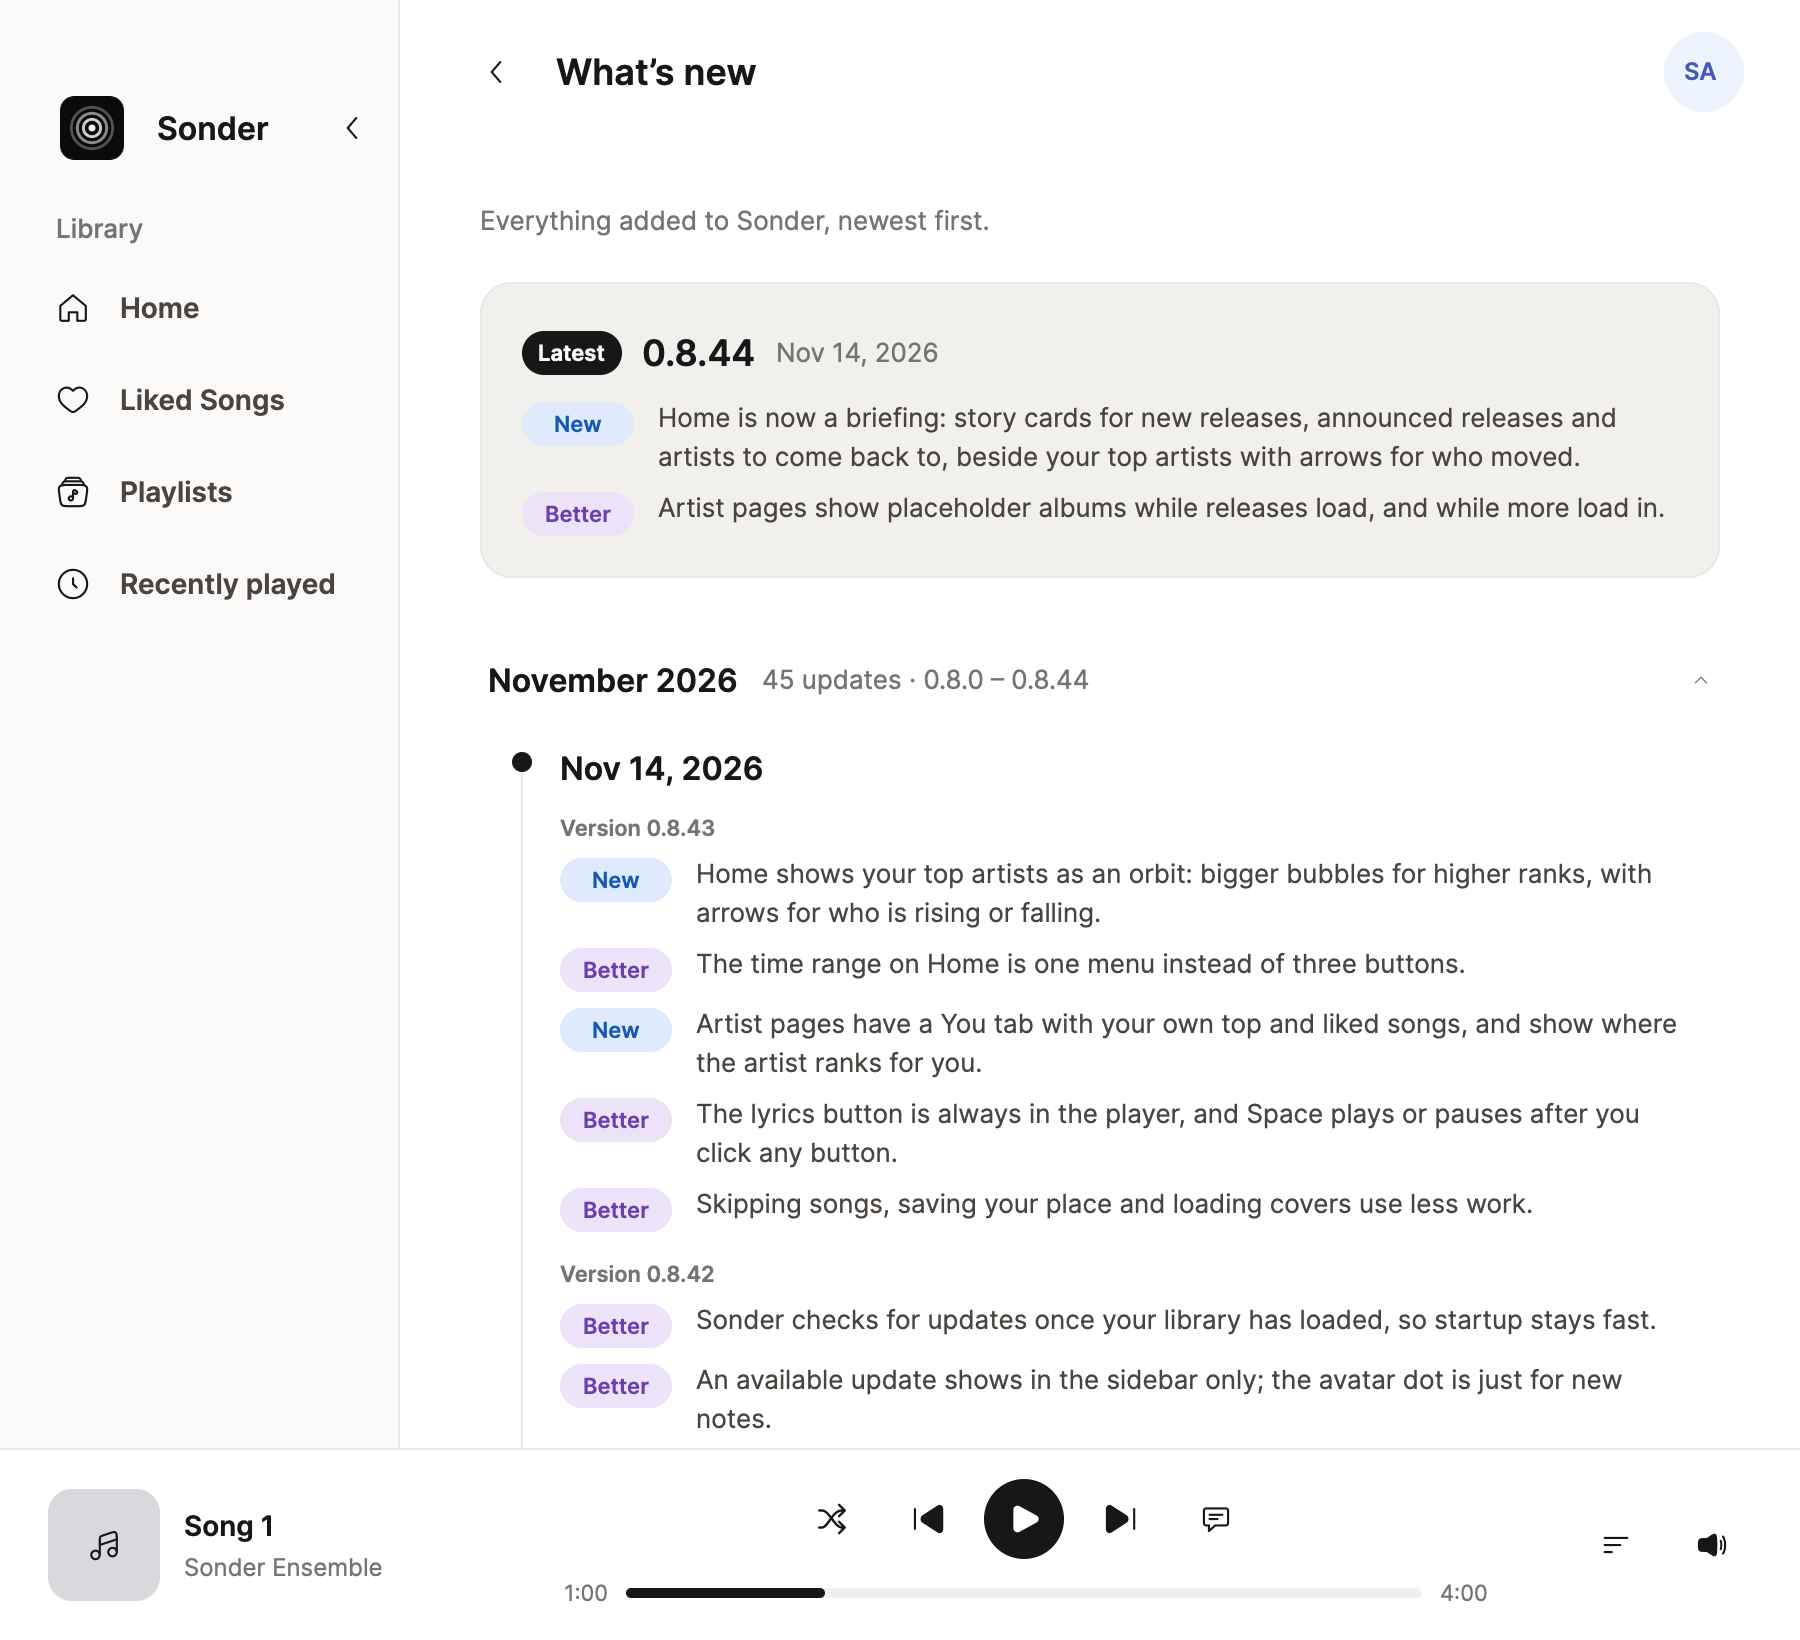 What's new
SA
Sonder
Library
Home
Liked Songs
Playlists
Recently played
Everything added to Sonder, newest first.
Latest 0.8.44 Nov 14, 2026
New Home is now a briefing: story cards for new releases, announced releases and
artists to come back to, beside your top artists with arrows for who moved.
Better Artist pages show placeholder albums while releases load, and while more load in.
November 2026 45 updates · 0.8.0 – 0.8.44
Nov 14, 2026
Version 0.8.43
New Home shows your top artists as an orbit: bigger bubbles for higher ranks, with
arrows for who is rising or falling.
Better The time range on Home is one menu instead of three buttons.
New Artist pages have a You tab with your own top and liked songs, and show where
the artist ranks for you.
Better The lyrics button is always in the player, and Space plays or pauses after you
click any button.
Better Skipping songs, saving your place and loading covers use less work.
Version 0.8.42
Better Sonder checks for updates once your library has loaded, so startup stays fast.
Better An available update shows in the sidebar only; the avatar dot is just for new
notes.
Song 1
Sonder Ensemble
1:00
4:00